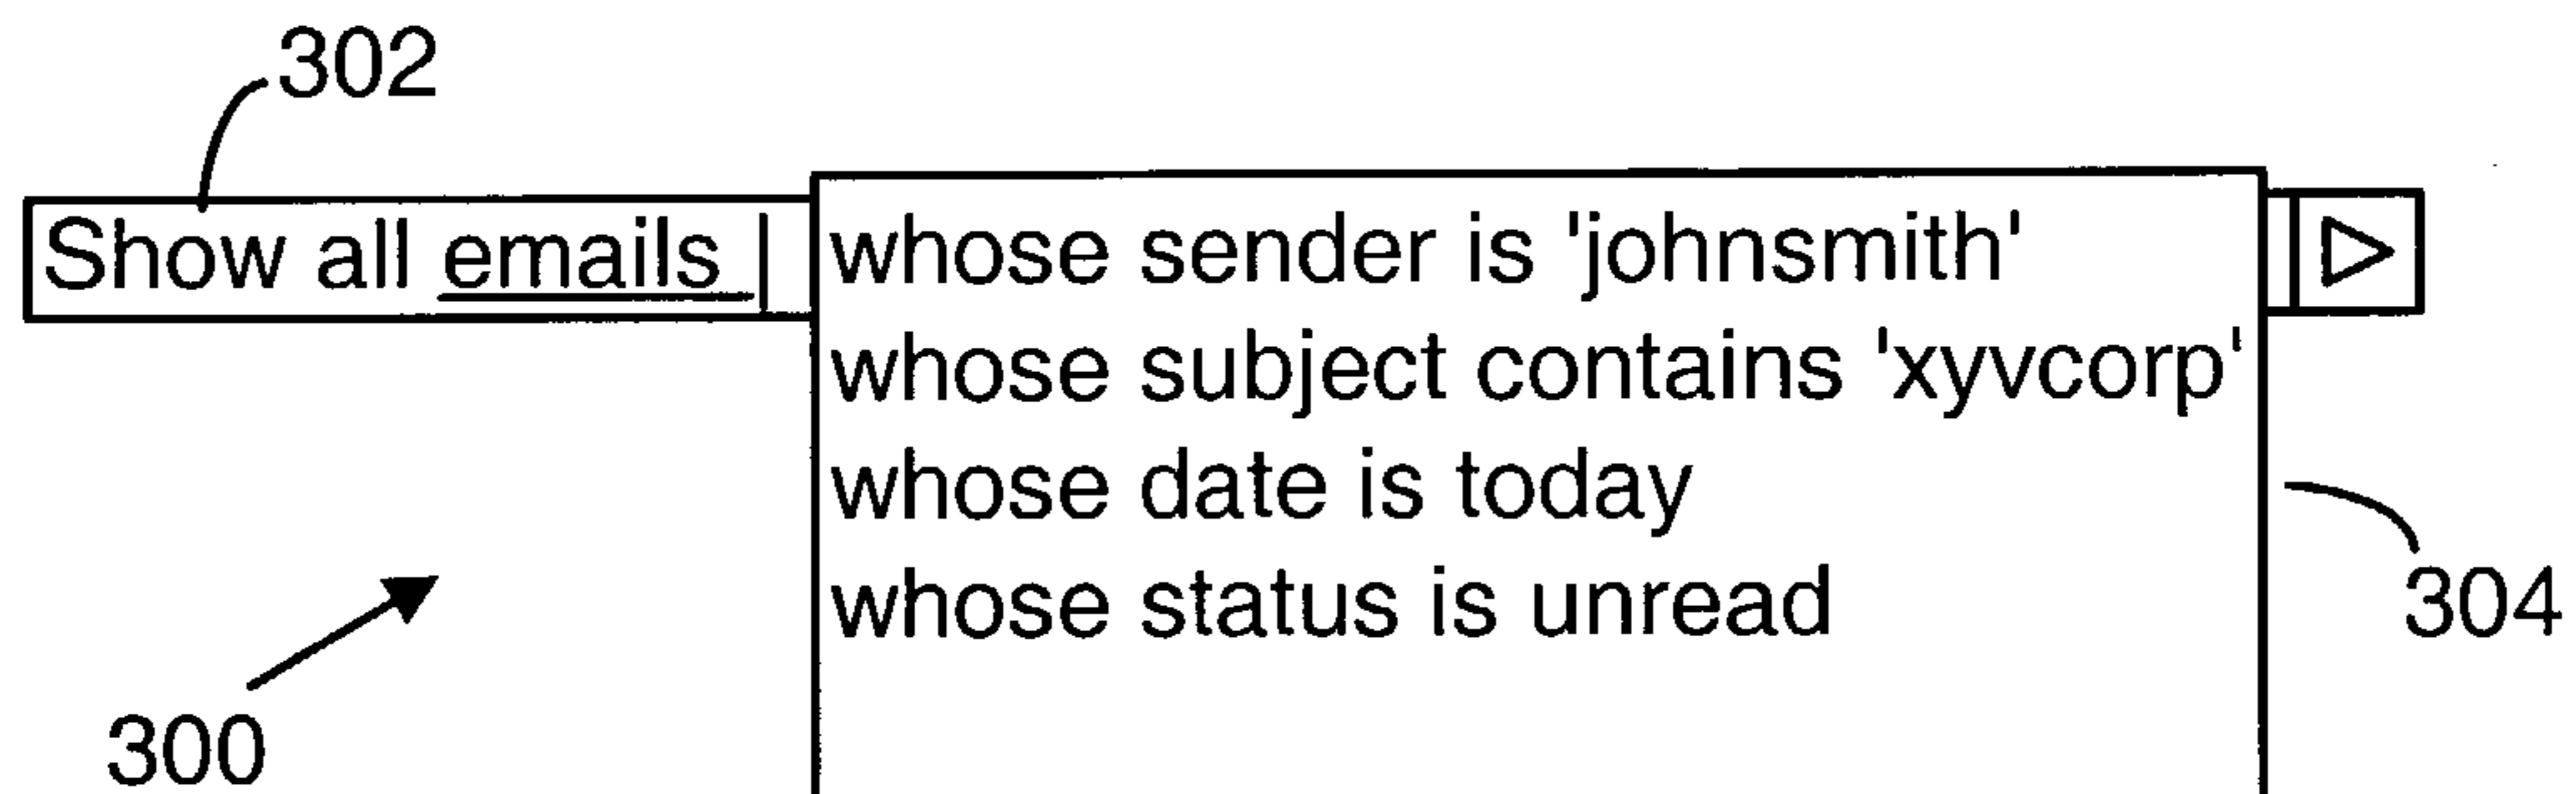 302
Show all emails whose sender is 'johnsmith'
whose subject contains 'xyvcorp'
whose date is today
whose status is unread
304
300